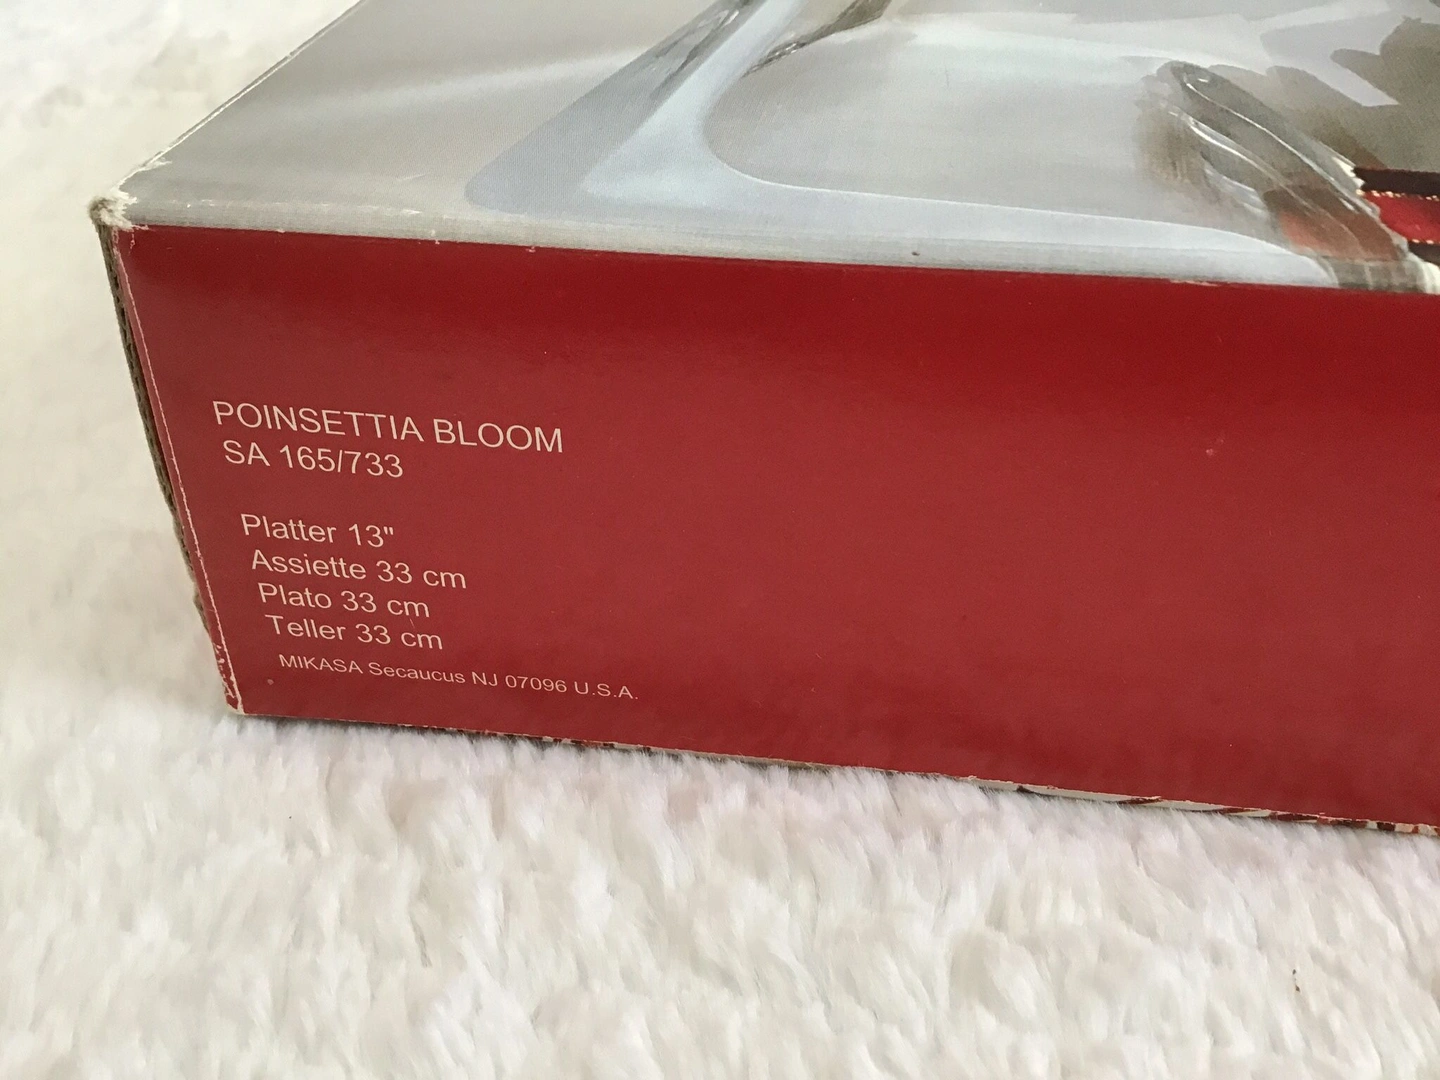 POINSETTIA BLOOM
SA 165/733
Platter 13"
Assiette 33 cm
Plato 33 cm
Teller 33 cm
MIKASA Secaucus NJ 07096 U.S.A.